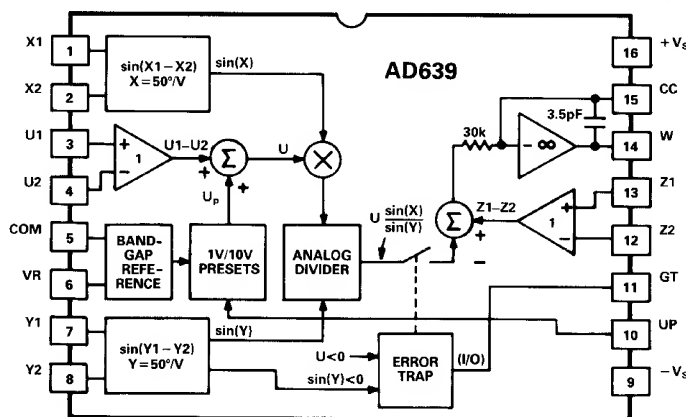 AD639
X1
1
X2
2
sin(X1−X2)
X=50°/V
sin(X)
U1
3
U2
4
+
−
1
U1−U2
+
Σ
+
U
X
Up
COM
5
VR
6
BAND-
GAP
REFE-
RENCE
1V/10V
PRESETS
ANALOG
DIVIDER
U sin(X)
sin(Y)
Y1
7
Y2
8
sin(Y1−Y2)
Y=50°/V
sin(Y)
sin(Y)<0
U<0
ERROR
TRAP
(I/O)
30k
3.5pF
− ∞
Σ
+
−
Z1−Z2
1
+
−
16
+VS
15
CC
14
W
13
Z1
12
Z2
11
GT
10
UP
9
−VS